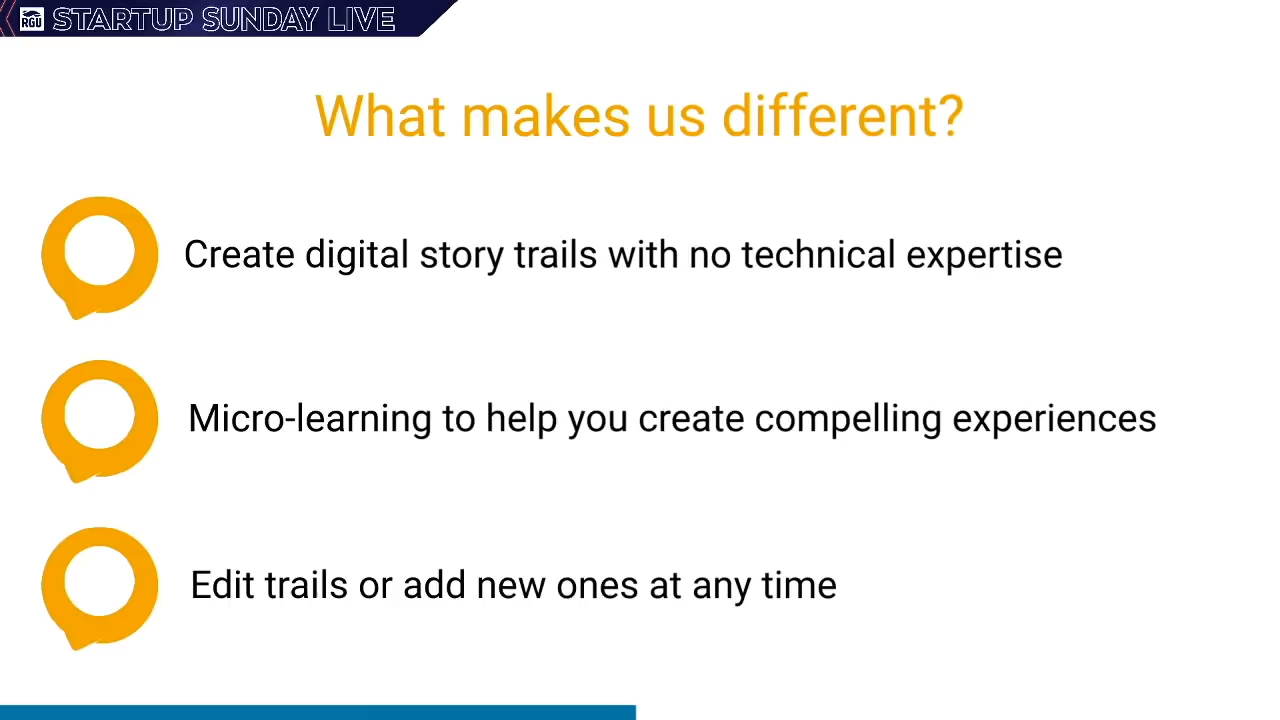 RGU STARTUP SUNDAY LIVE
What makes us different?
Create digital story trails with no technical expertise
Micro-learning to help you create compelling experiences
Edit trails or add new ones at any time